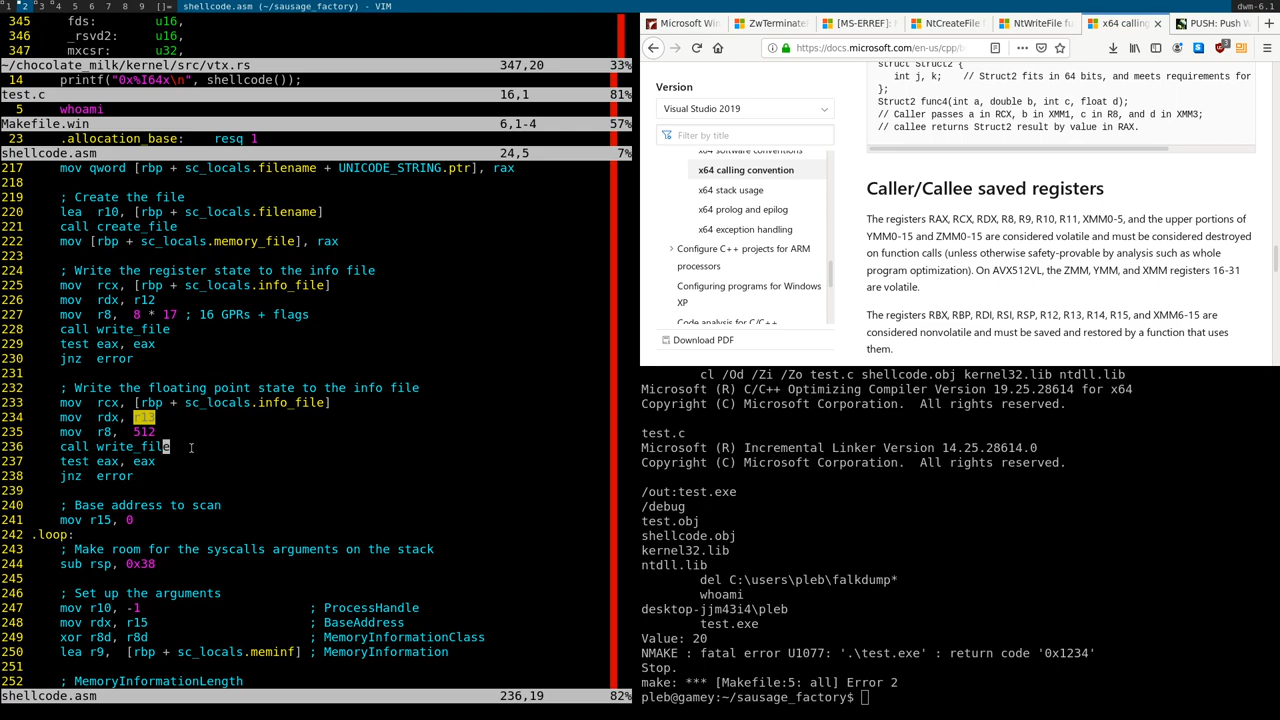 1 2 3 4 5 6 7 8 9 []= shellcode.asm (~/sausage_factory/) - VIM dwm-6.1
345 fds: u16,
346 _rsvd2: u16,
347 mxcsr: u32,
~/chocolate_milk/kernel/src/vtx.rs 347,20 33%
14 printf("0x%I64x\n", shellcode());
test.c 16,1 81%
5 whoami
Makefile.win 6,1-4 57%
23 .allocation_base: resq 1
shellcode.asm 24,5 7%
217 mov qword [rbp + sc_locals.filename + UNICODE_STRING.ptr], rax
218
219 ; Create the file
220 lea r10, [rbp + sc_locals.filename]
221 call create_file
222 mov [rbp + sc_locals.memory_file], rax
223
224 ; Write the register state to the info file
225 mov rcx, [rbp + sc_locals.info_file]
226 mov rdx, r12
227 mov r8, 8 * 17 ; 16 GPRs + flags
228 call write_file
229 test eax, eax
230 jnz error
231
232 ; Write the floating point state to the info file
233 mov rcx, [rbp + sc_locals.info_file]
234 mov rdx, r13
235 mov r8, 512
236 call write_file
237 test eax, eax
238 jnz error
239
240 ; Base address to scan
241 mov r15, 0
242 .loop:
243 ; Make room for the syscalls arguments on the stack
244 sub rsp, 0x38
245
246 ; Set up the arguments
247 mov r10, -1 ; ProcessHandle
248 mov rdx, r15 ; BaseAddress
249 xor r8d, r8d ; MemoryInformationClass
250 lea r9, [rbp + sc_locals.meminf] ; MemoryInformation
251
252 ; MemoryInformationLength
shellcode.asm 236,19 82%
Microsoft Win ZwTerminate [MS-ERREF]: NtCreateFile NtWriteFile fu x64 calling PUSH: Push W
https://docs.microsoft.com/en-us/cpp/b
Version
Visual Studio 2019
Filter by title
x64 software conventions
x64 calling convention
x64 stack usage
x64 prolog and epilog
x64 exception handling
Configure C++ projects for ARM
processors
Configuring programs for Windows
XP
Code analysis for C/C++
Download PDF
struct Struct2 {
int j, k; // Struct2 fits in 64 bits, and meets requirements for
};
Struct2 func4(int a, double b, int c, float d);
// Caller passes a in RCX, b in XMM1, c in R8, and d in XMM3;
// callee returns Struct2 result by value in RAX.
Caller/Callee saved registers
The registers RAX, RCX, RDX, R8, R9, R10, R11, XMM0-5, and the upper portions of
YMM0-15 and ZMM0-15 are considered volatile and must be considered destroyed
on function calls (unless otherwise safety-provable by analysis such as whole
program optimization). On AVX512VL, the ZMM, YMM, and XMM registers 16-31
are volatile.
The registers RBX, RBP, RDI, RSI, RSP, R12, R13, R14, R15, and XMM6-15 are
considered nonvolatile and must be saved and restored by a function that uses
them.
cl /Od /Zi /Zo test.c shellcode.obj kernel32.lib ntdll.lib
Microsoft (R) C/C++ Optimizing Compiler Version 19.25.28614 for x64
Copyright (C) Microsoft Corporation. All rights reserved.
test.c
Microsoft (R) Incremental Linker Version 14.25.28614.0
Copyright (C) Microsoft Corporation. All rights reserved.
/out:test.exe
/debug
test.obj
shellcode.obj
kernel32.lib
ntdll.lib
del C:\users\pleb\falkdump*
whoami
desktop-jjm43i4\pleb
test.exe
Value: 20
NMAKE : fatal error U1077: '.\test.exe' : return code '0x1234'
Stop.
make: *** [Makefile:5: all] Error 2
pleb@gamey:~/sausage_factory$